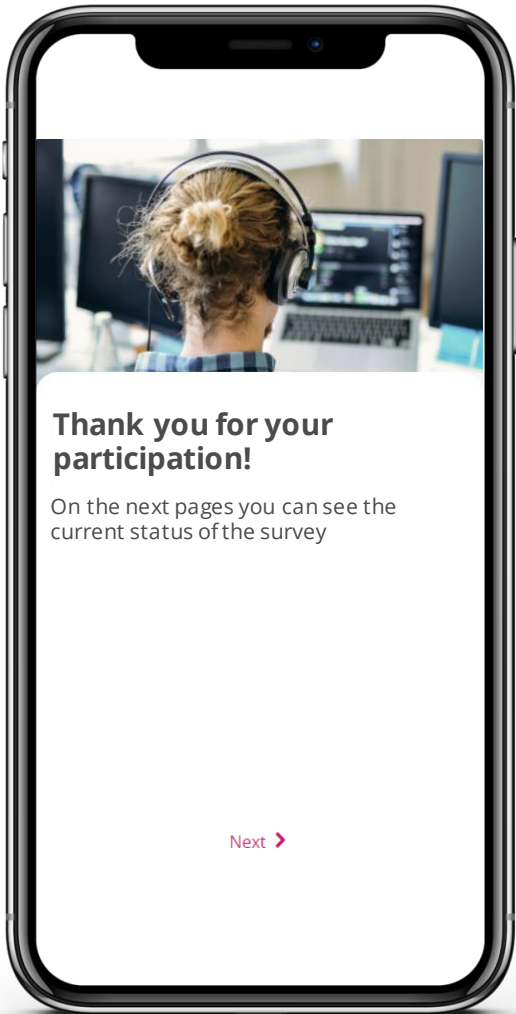 Thank you for your
participation!
On the next pages you can see the
current status of the survey
Next